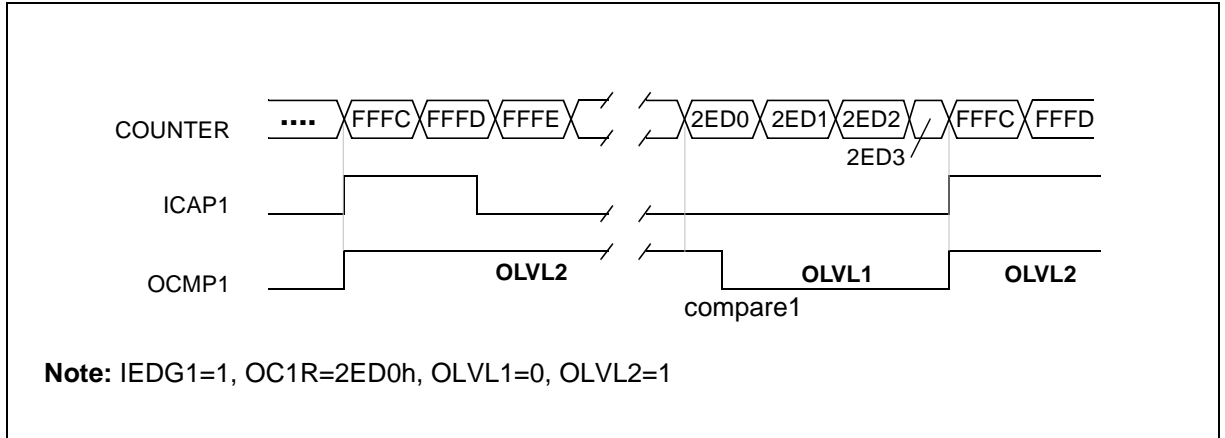 COUNTER .... FFFC FFFD FFFE 2ED0 2ED1 2ED2 FFFC FFFD
2ED3
ICAP1
OCMP1 OLVL2 OLVL1 OLVL2
compare1
Note: IEDG1=1, OC1R=2ED0h, OLVL1=0, OLVL2=1